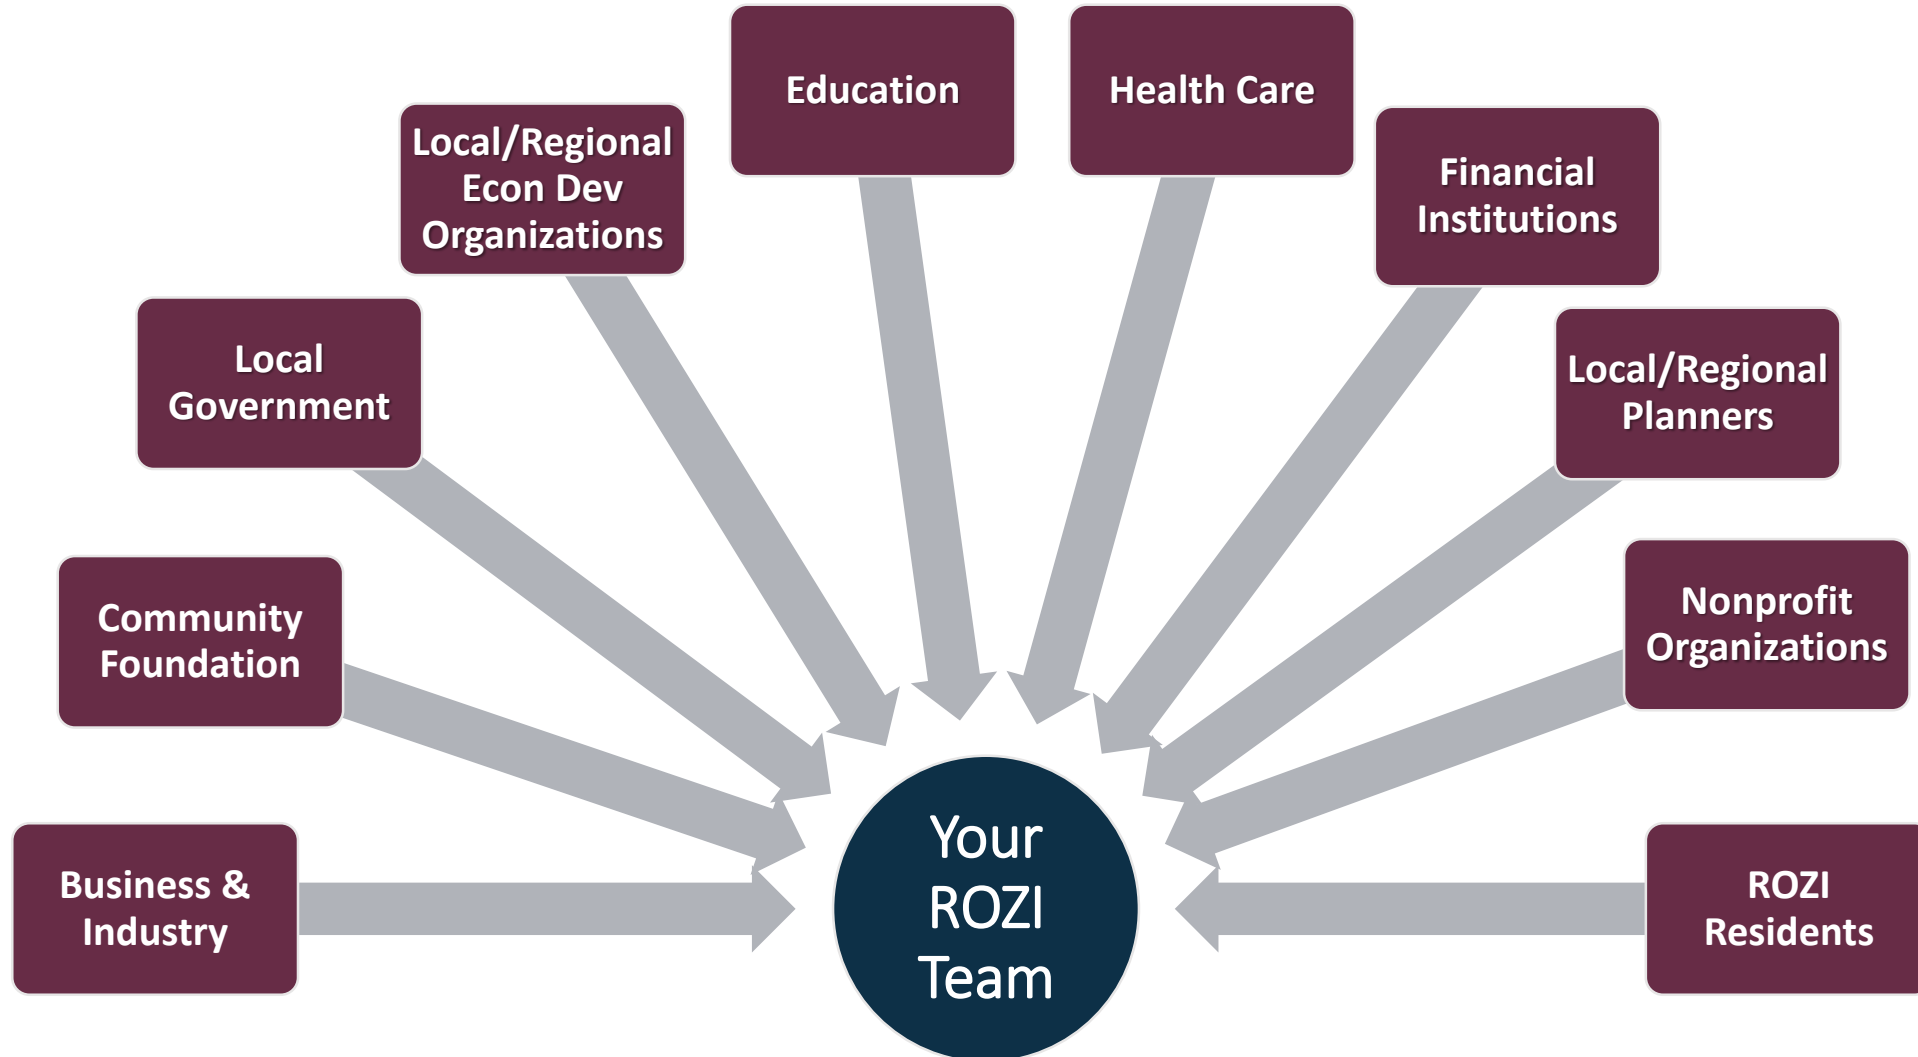 Education
Health Care
Local/Regional
Econ Dev
Organizations
Financial
Institutions
Local
Government
Local/Regional
Planners
Community
Foundation
Nonprofit
Organizations
Business &
Industry
Your
ROZI
Team
ROZI
Residents